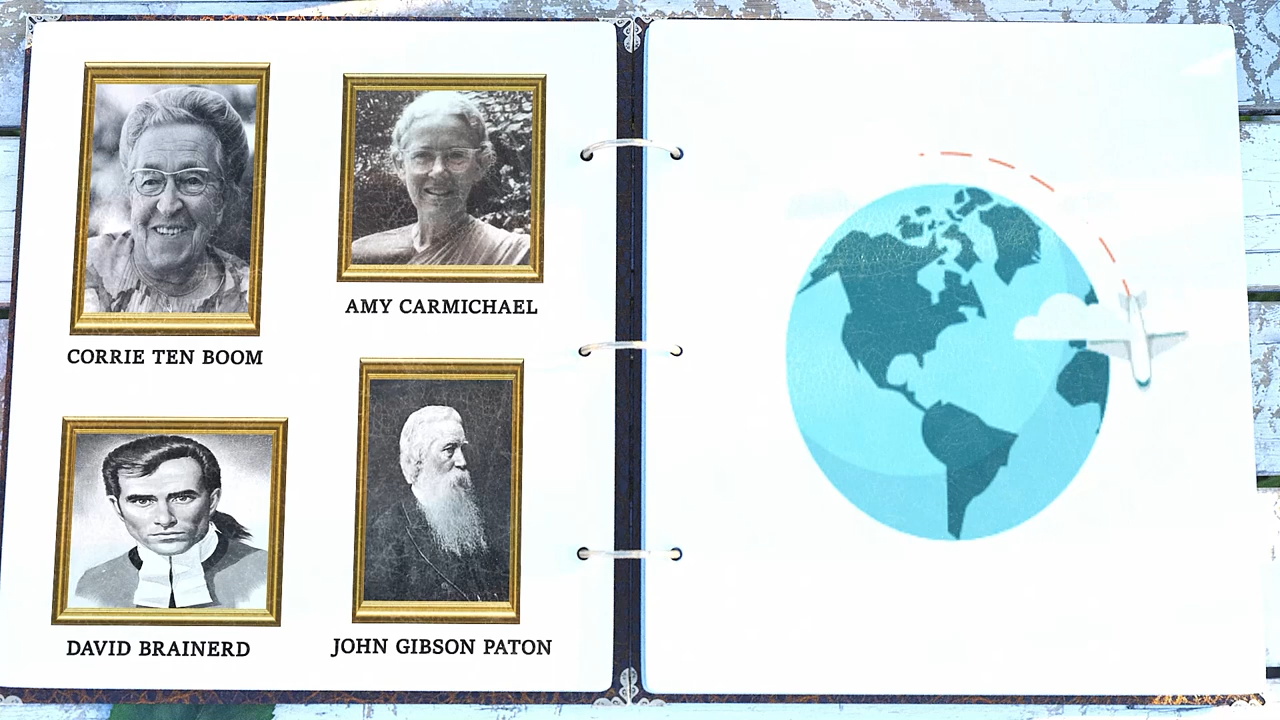 CORRIE TEN BOOM
AMY CARMICHAEL
DAVID BRAINERD
JOHN GIBSON PATON